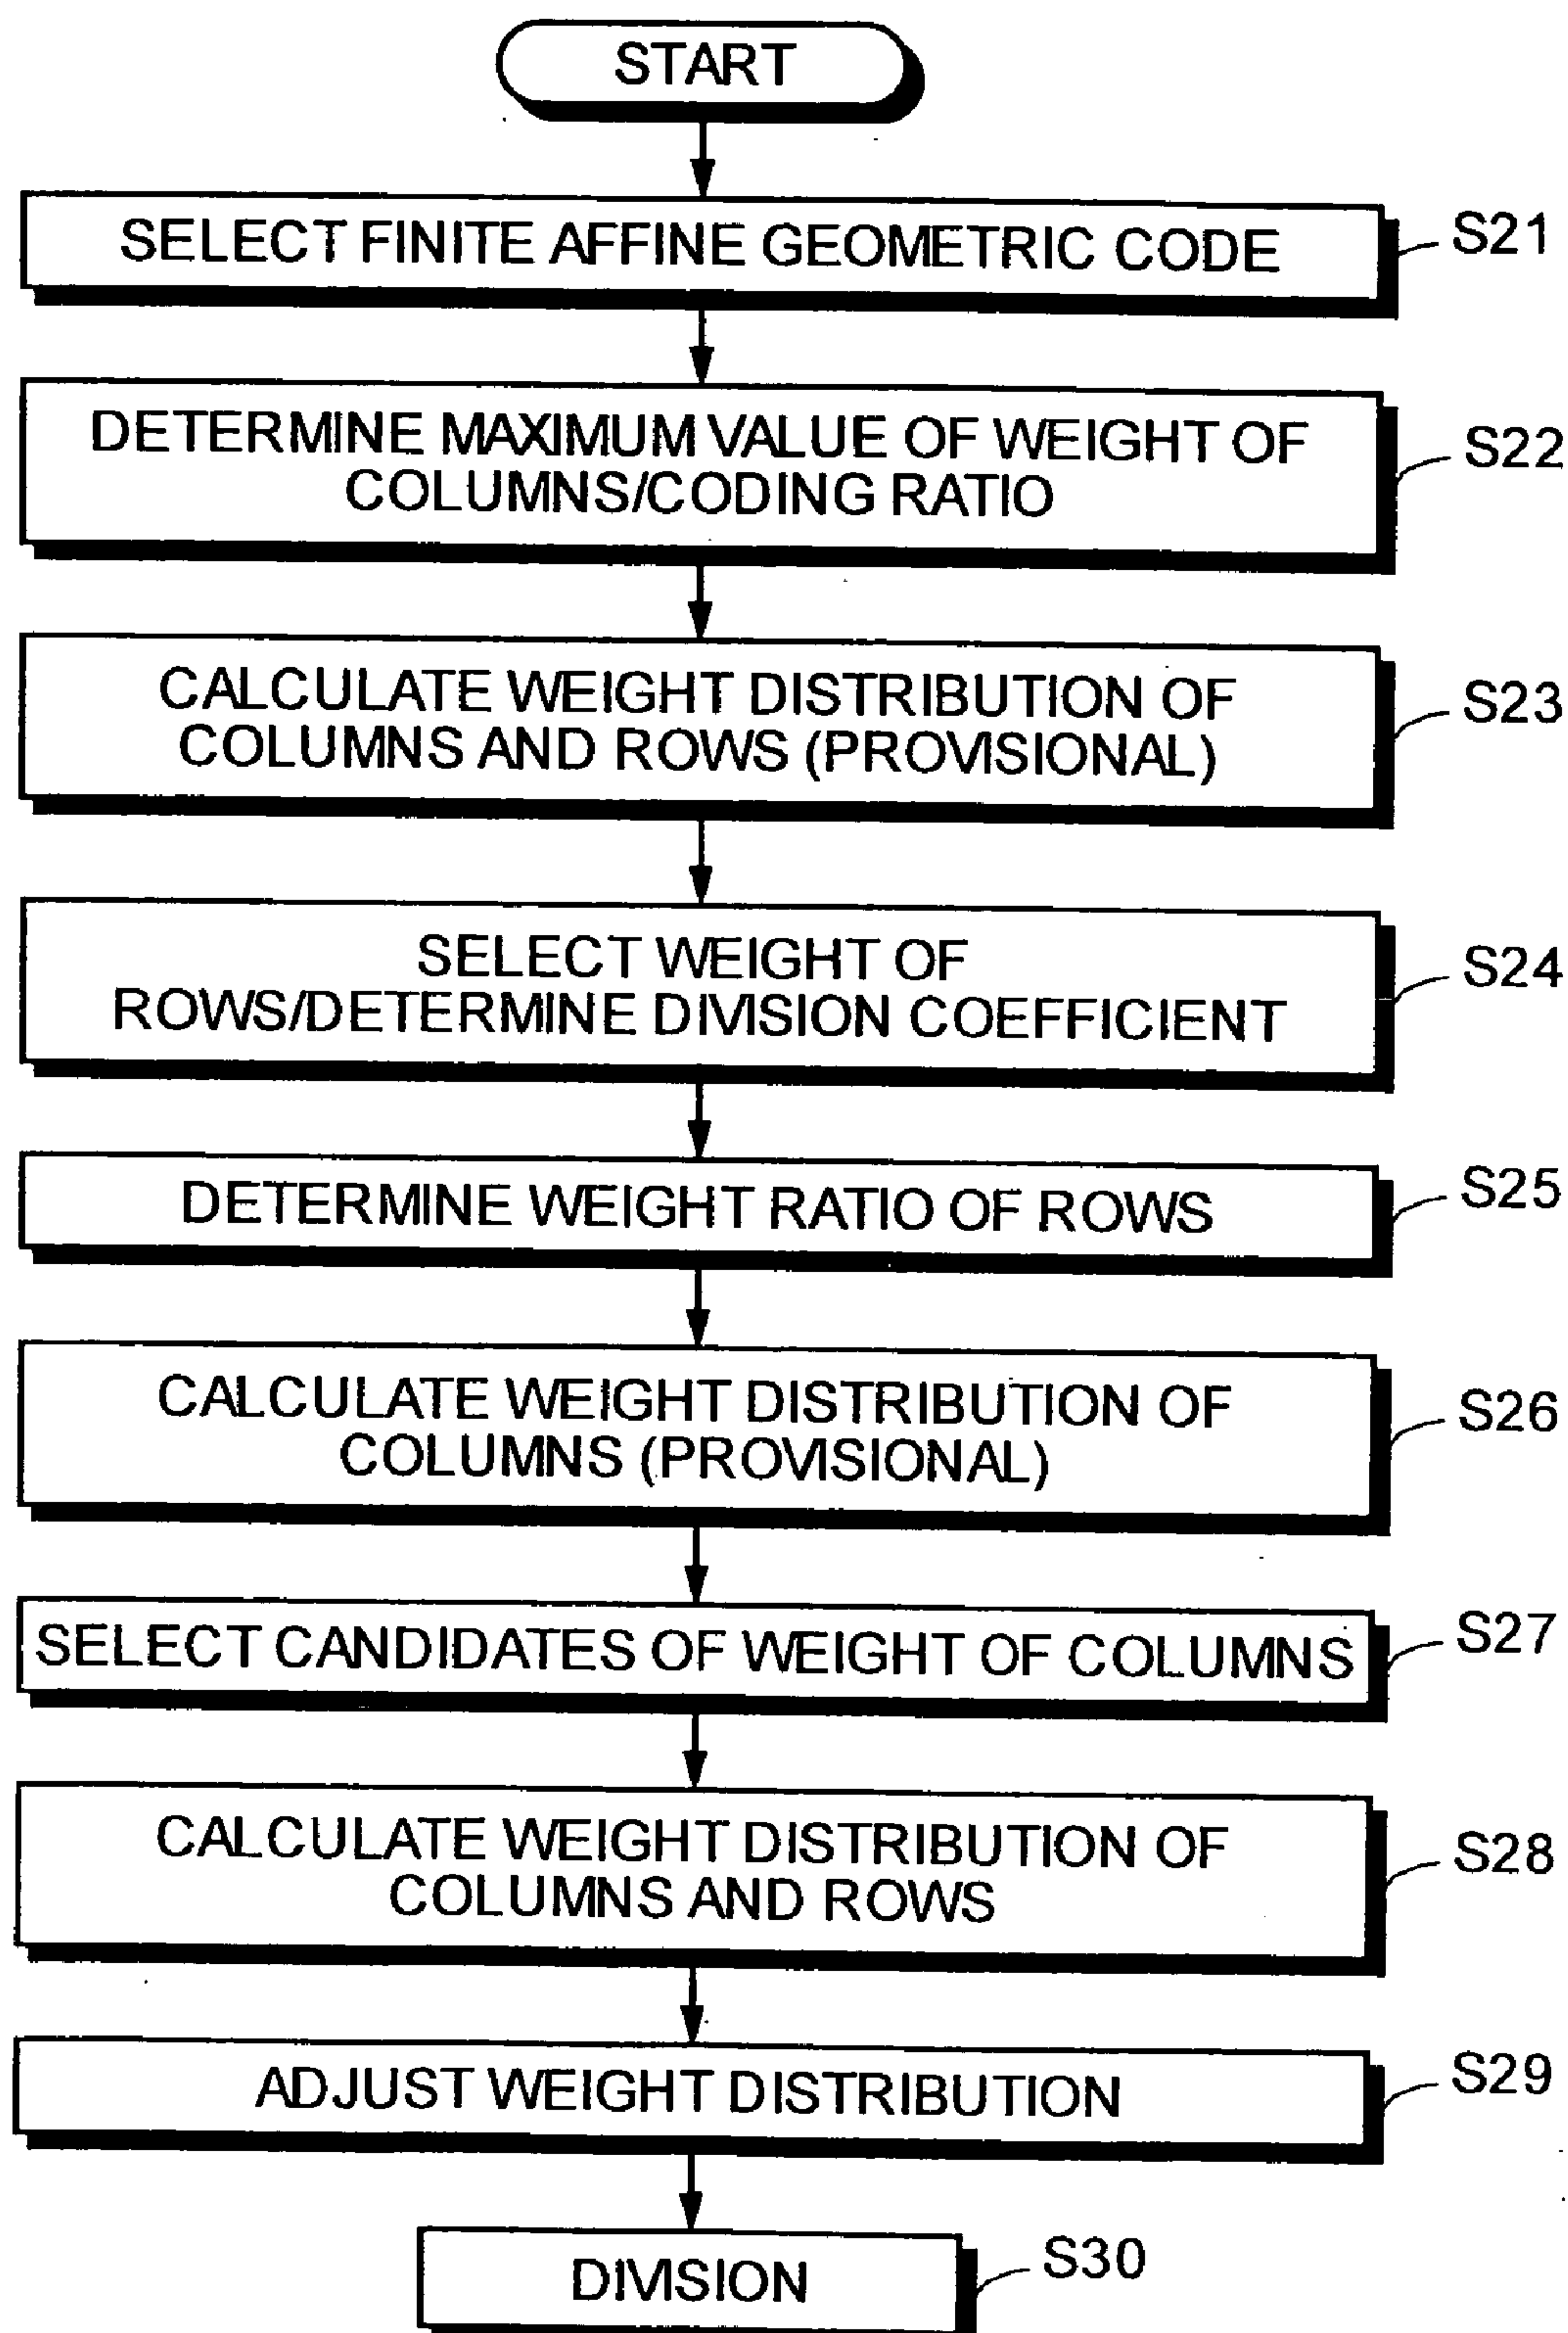 START
SELECT FINITE AFFINE GEOMETRIC CODE
S21
DETERMINE MAXIMUM VALUE OF WEIGHT OF
COLUMNS/CODING RATIO
S22
CALCULATE WEIGHT DISTRIBUTION OF
COLUMNS AND ROWS (PROVISIONAL)
S23
SELECT WEIGHT OF
ROWS/DETERMINE DIVISION COEFFICIENT
S24
DETERMINE WEIGHT RATIO OF ROWS
S25
CALCULATE WEIGHT DISTRIBUTION OF
COLUMNS (PROVISIONAL)
S26
SELECT CANDIDATES OF WEIGHT OF COLUMNS
S27
CALCULATE WEIGHT DISTRIBUTION OF
COLUMNS AND ROWS
S28
ADJUST WEIGHT DISTRIBUTION
S29
DIVISION
S30